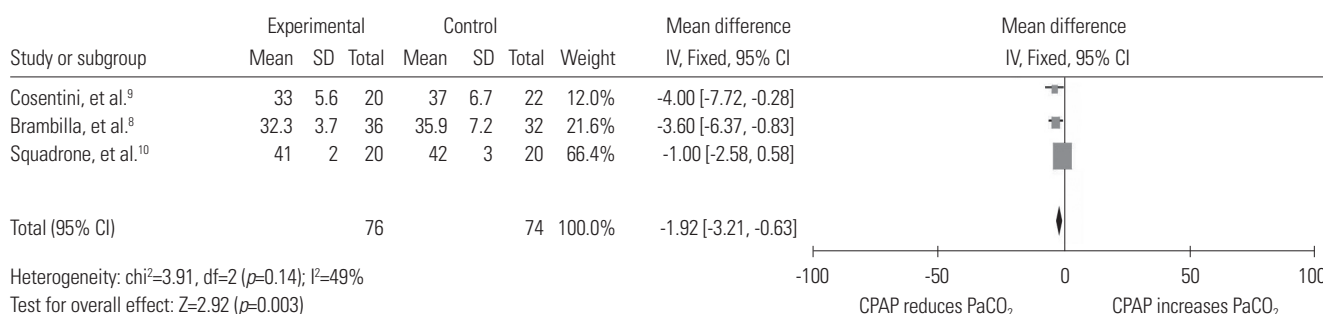 Experimental Control Mean difference Mean difference
Study or subgroup Mean SD Total Mean SD Total Weight IV, Fixed, 95% CI IV, Fixed, 95% CI
Cosentini, et al.⁹ 33 5.6 20 37 6.7 22 12.0% -4.00 [-7.72, -0.28]
Brambilla, et al.⁸ 32.3 3.7 36 35.9 7.2 32 21.6% -3.60 [-6.37, -0.83]
Squadrone, et al.¹⁰ 41 2 20 42 3 20 66.4% -1.00 [-2.58, 0.58]
Total (95% CI) 76 74 100.0% -1.92 [-3.21, -0.63]
Heterogeneity: chi²=3.91, df=2 (p=0.14); I²=49%
-100 -50 0 50 100
Test for overall effect: Z=2.92 (p=0.003)
CPAP reduces PaCO₂ CPAP increases PaCO₂